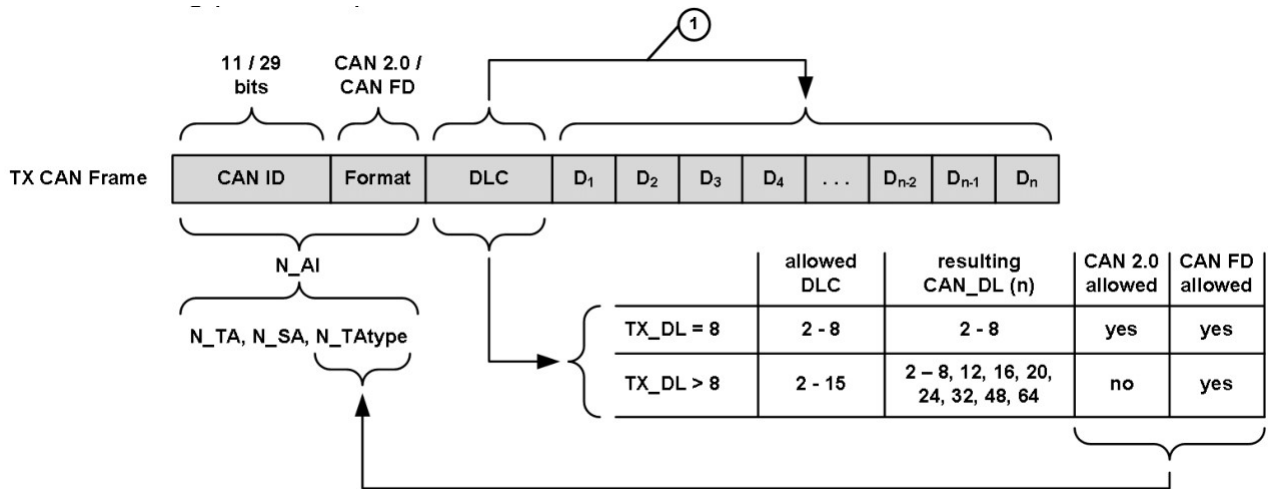 1
11 / 29
bits
CAN 2.0 /
CAN FD
TX CAN Frame
CAN ID
Format
DLC
D1
D2
D3
D4
. . .
Dn-2
Dn-1
Dn
N_AI
N_TA, N_SA, N_TAtype
allowed
DLC
resulting
CAN_DL (n)
CAN 2.0
allowed
CAN FD
allowed
TX_DL = 8
2 - 8
2 - 8
yes
yes
TX_DL > 8
2 - 15
2 – 8, 12, 16, 20,
24, 32, 48, 64
no
yes